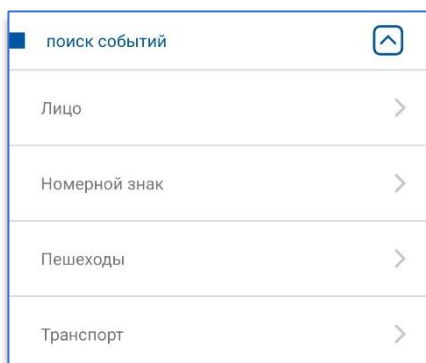 поиск событий
Лицо
Номерной знак
Пешеходы
Транспорт